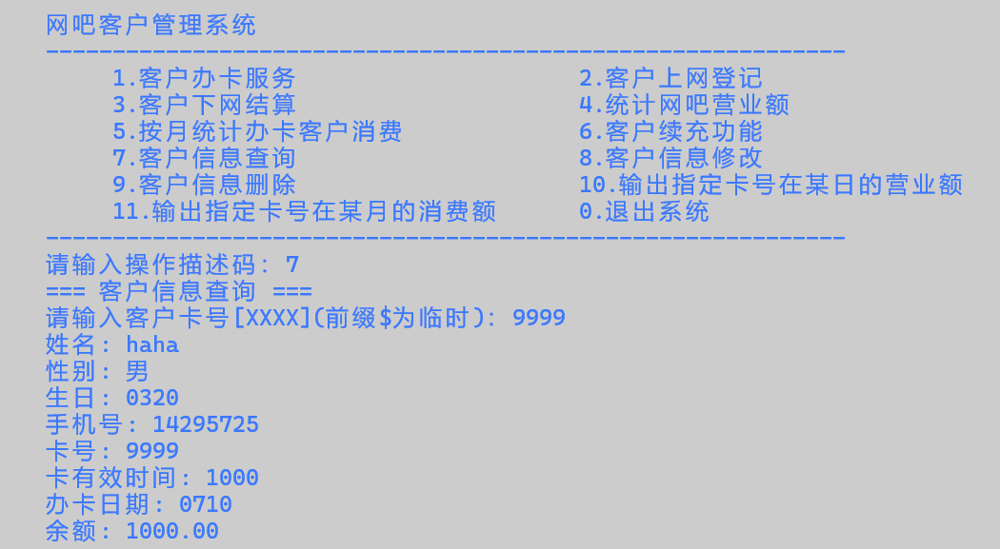 网吧客户管理系统
------------------------------------------------------------
1.客户办卡服务 2.客户上网登记
3.客户下网结算 4.统计网吧营业额
5.按月统计办卡客户消费 6.客户续充功能
7.客户信息查询 8.客户信息修改
9.客户信息删除 10.输出指定卡号在某日的营业额
11.输出指定卡号在某月的消费额 0.退出系统
------------------------------------------------------------
请输入操作描述码: 7
=== 客户信息查询 ===
请输入客户卡号[XXXX](前缀$为临时): 9999
姓名: haha
性别: 男
生日: 0320
手机号: 14295725
卡号: 9999
卡有效时间: 1000
办卡日期: 0710
余额: 1000.00